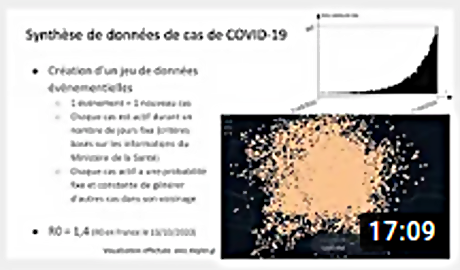 Synthèse de données de cas de COVID-19
● Création d'un jeu de données
événementielles
○ 1 événement = 1 nouveau cas
○ Chaque cas est actif durant un
nombre de jours fixe (critères
basés sur les informations du
Ministère de la Santé)
○ Chaque cas actif a une probabilité
fixe et constante de générer
d'autres cas dans son voisinage
● R0 = 1,4 (R0 en France le 13/10/2020)
Visualisation effectuée avec
17:09